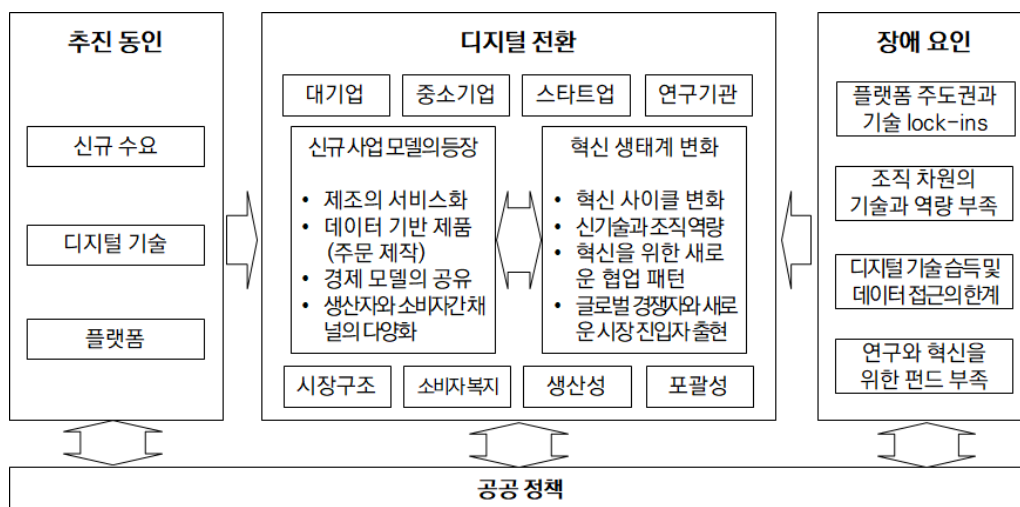 추진 동인
신규 수요
디지털 기술
플랫폼
디지털 전환
대기업
중소기업
스타트업
연구기관
신규 사업 모델의 등장
• 제조의 서비스화
• 데이터 기반 제품
(주문 제작)
• 경제 모델의 공유
• 생산자와 소비자간 채
널의 다양화
혁신 생태계 변화
• 혁신 사이클 변화
• 신기술과 조직 역량
• 혁신을 위한 새로
운 협업 패턴
• 글로벌 경쟁자와 새로
운 시장 진입자 출현
시장구조
소비자 복지
생산성
포괄성
장애 요인
플랫폼 주도권과
기술 lock-ins
조직 차원의
기술과 역량 부족
디지털 기술 습득 및
데이터 접근의 한계
연구와 혁신을
위한 펀드 부족
공공 정책